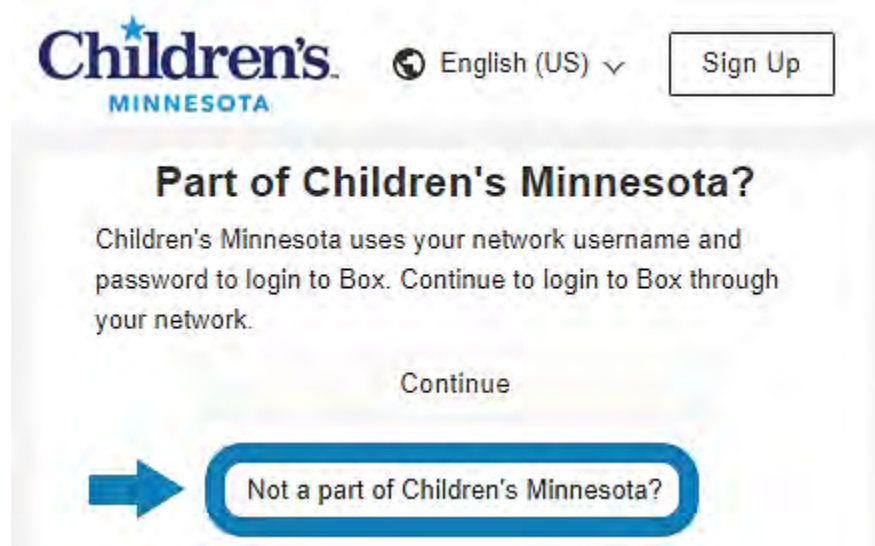 Children's
MINNESOTA
English (US)
Sign Up
Part of Children's Minnesota?
Children's Minnesota uses your network username and
password to login to Box. Continue to login to Box through
your network.
Continue
Not a part of Children's Minnesota?